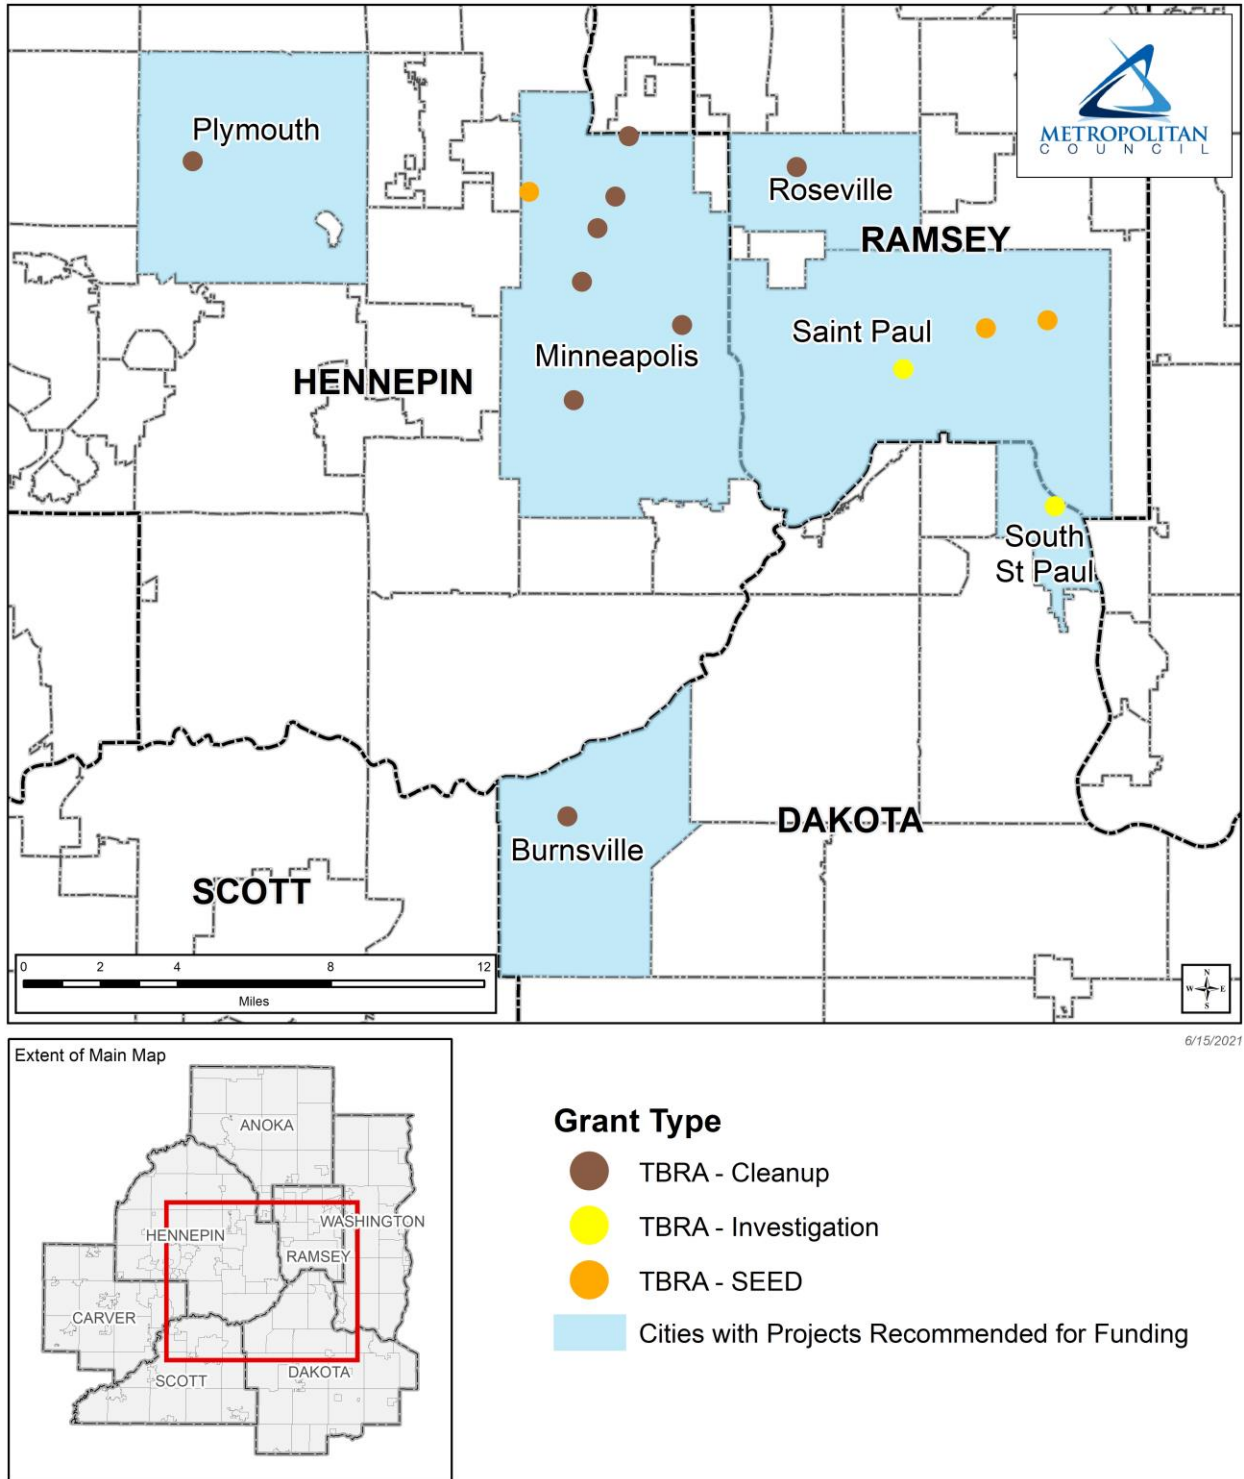 METROPOLITAN
COUNCIL
Plymouth
Roseville
RAMSEY
Saint Paul
Minneapolis
HENNEPIN
South
St Paul
DAKOTA
Burnsville
SCOTT
0 2 4 8 12
Miles
N
W E
S
6/15/2021
Extent of Main Map
ANOKA
WASHINGTON
HENNEPIN
RAMSEY
CARVER
SCOTT
DAKOTA
Grant Type
TBRA - Cleanup
TBRA - Investigation
TBRA - SEED
Cities with Projects Recommended for Funding